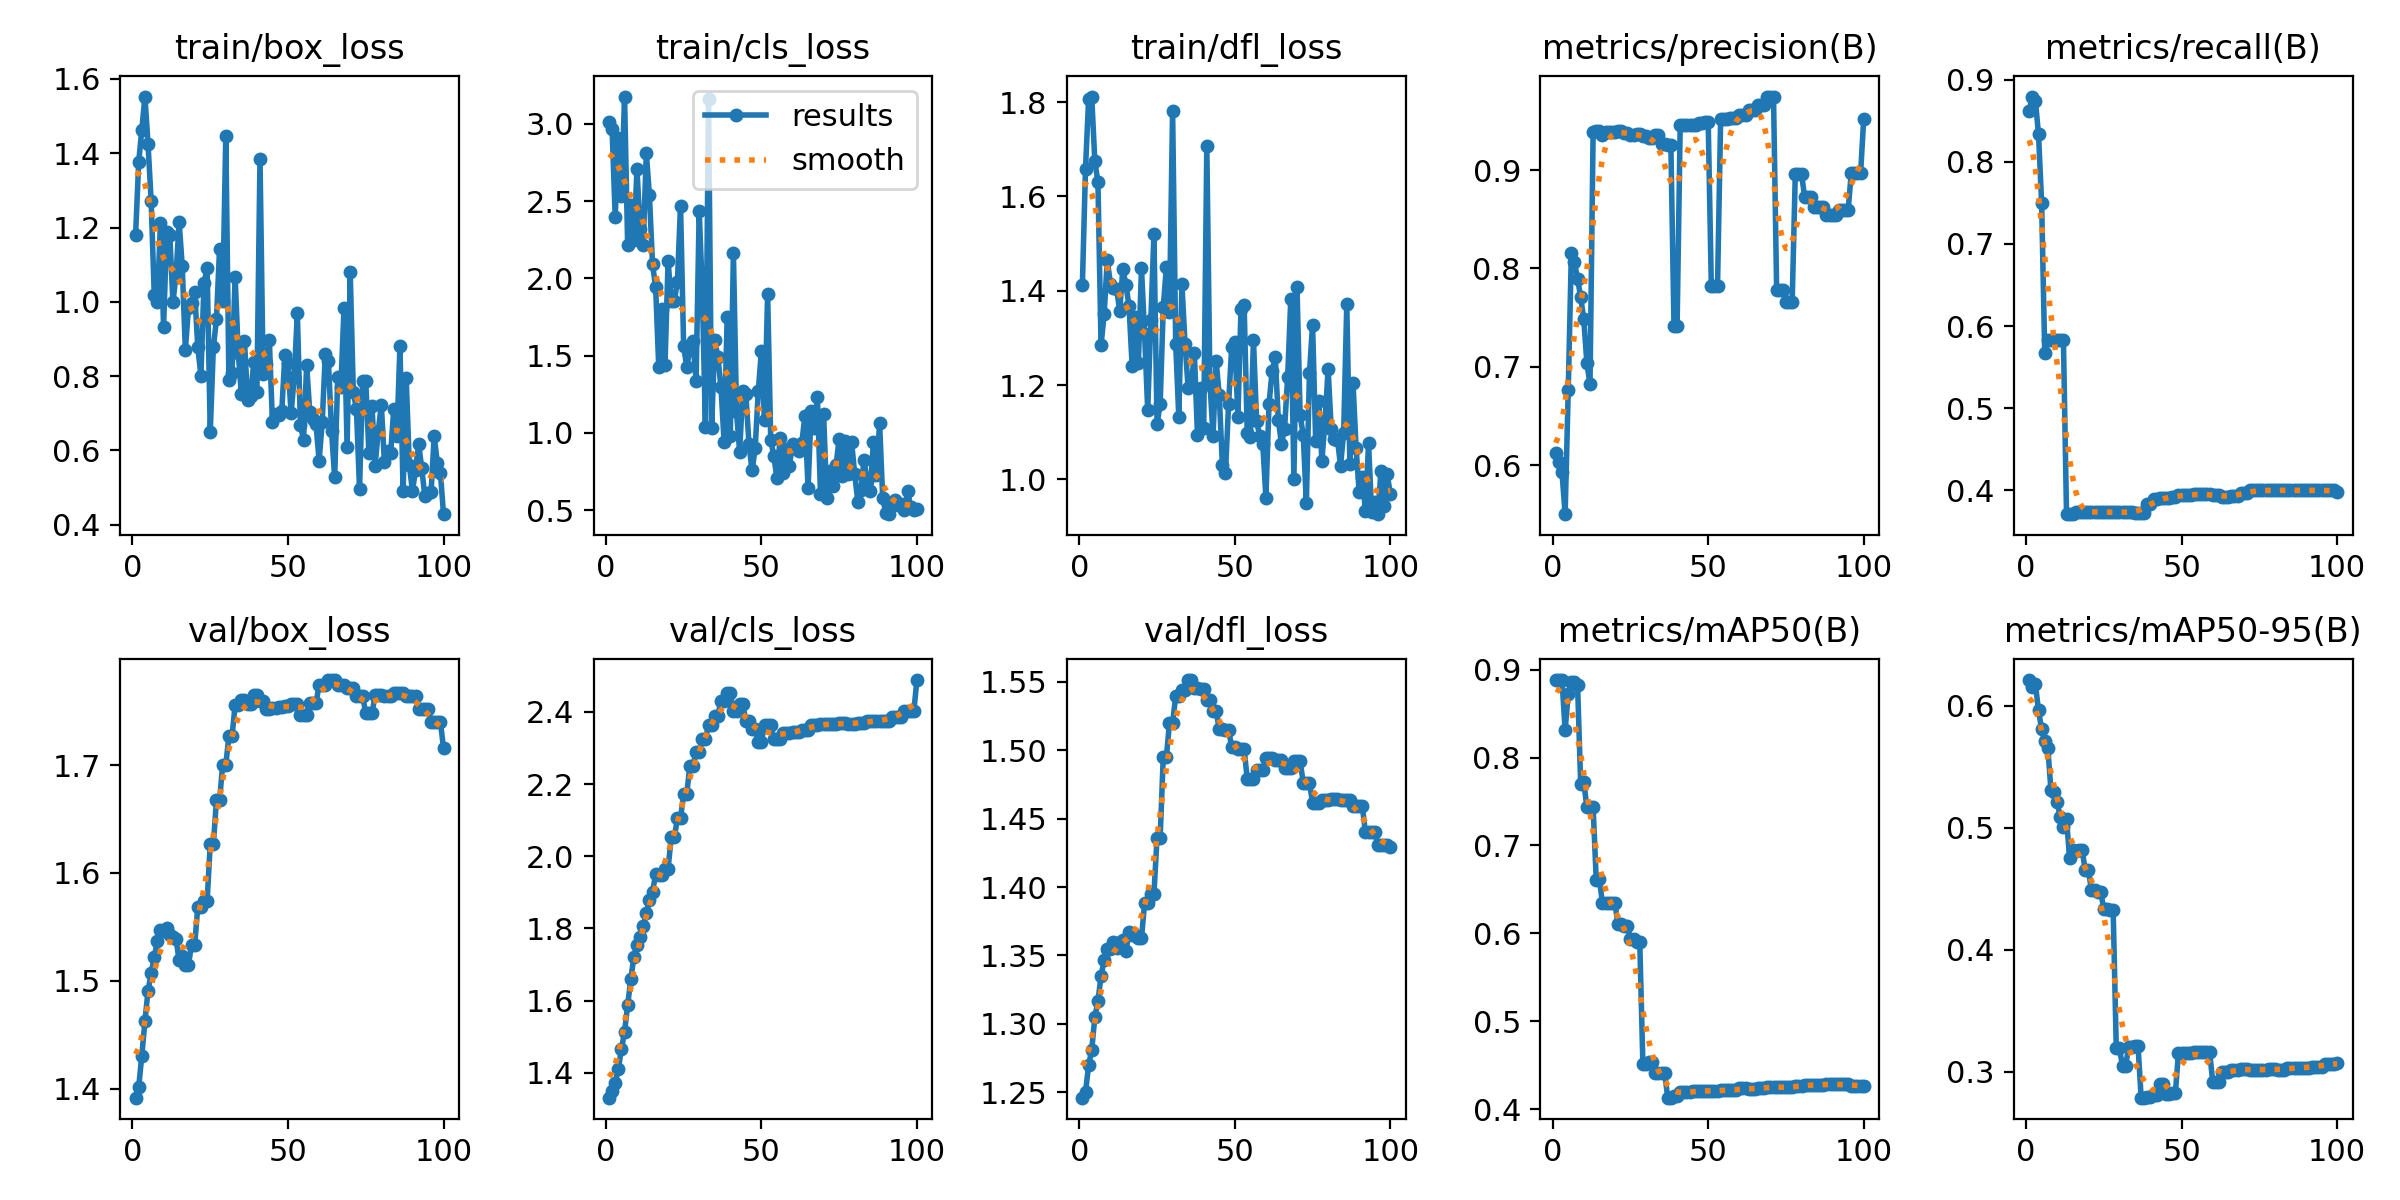 train/box_loss
1.6
1.4
1.2
1.0
0.8
0.6
0.4
0 50 100
train/cls_loss
results
smooth
3.0
2.5
2.0
1.5
1.0
0.5
0 50 100
train/dfl_loss
1.8
1.6
1.4
1.2
1.0
0 50 100
metrics/precision(B)
0.9
0.8
0.7
0.6
0 50 100
metrics/recall(B)
0.9
0.8
0.7
0.6
0.5
0.4
0 50 100
val/box_loss
1.7
1.6
1.5
1.4
0 50 100
val/cls_loss
2.4
2.2
2.0
1.8
1.6
1.4
0 50 100
val/dfl_loss
1.55
1.50
1.45
1.40
1.35
1.30
1.25
0 50 100
metrics/mAP50(B)
0.9
0.8
0.7
0.6
0.5
0.4
0 50 100
metrics/mAP50-95(B)
0.6
0.5
0.4
0.3
0 50 100